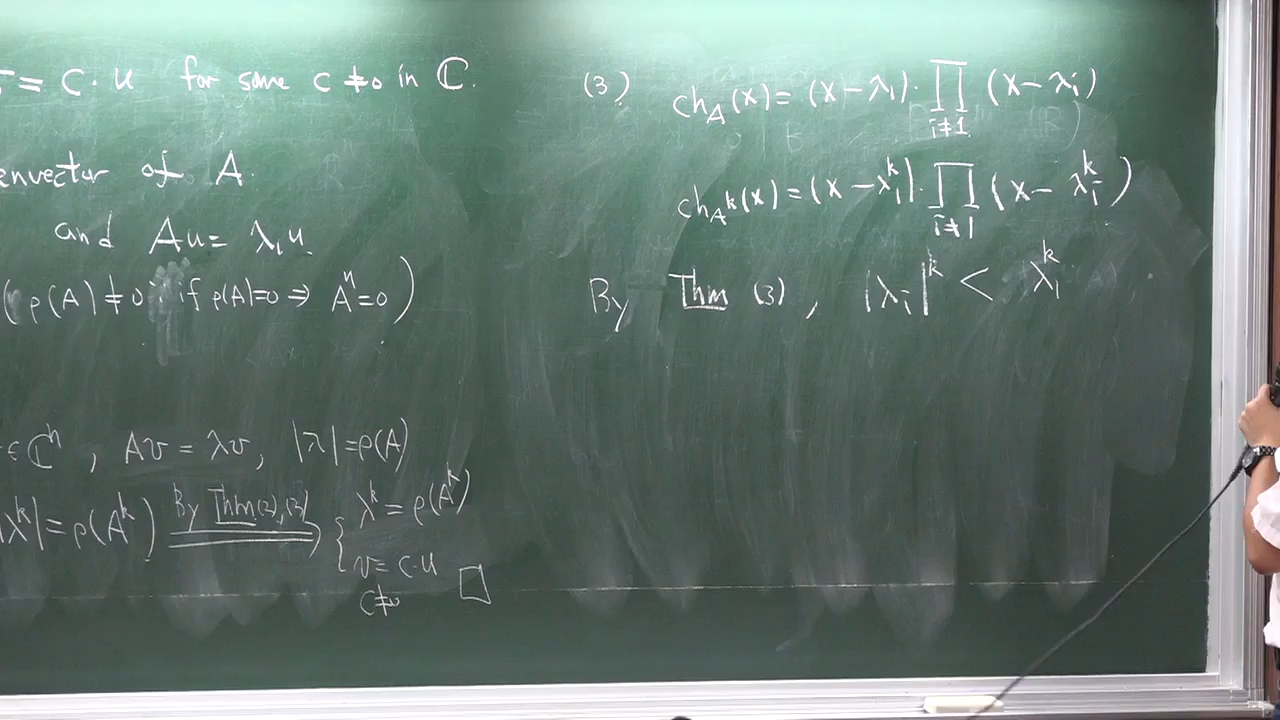 = C · u for some c ≠ 0 in ℂ.
envector of A.
and Au = λ₁u.
(ρ(A) ≠ 0 ∵ if ρ(A)=0 ⇒ Aⁿ=0)
∈ ℂⁿ, Av = λv, |λ|=ρ(A)
|λᵏ| = ρ(Aᵏ) By Thm(2),(3) ⇒ { λᵏ = ρ(Aᵏ)
v = c·u □
c≠0
(3) ch_A(x) = (x−λ₁)·∏_{i≠1} (x−λᵢ)
ch_{Aᵏ}(x) = (x−λ₁ᵏ)·∏_{i≠1} (x−λᵢᵏ)
By Thm (3), |λᵢ|ᵏ < λ₁ᵏ